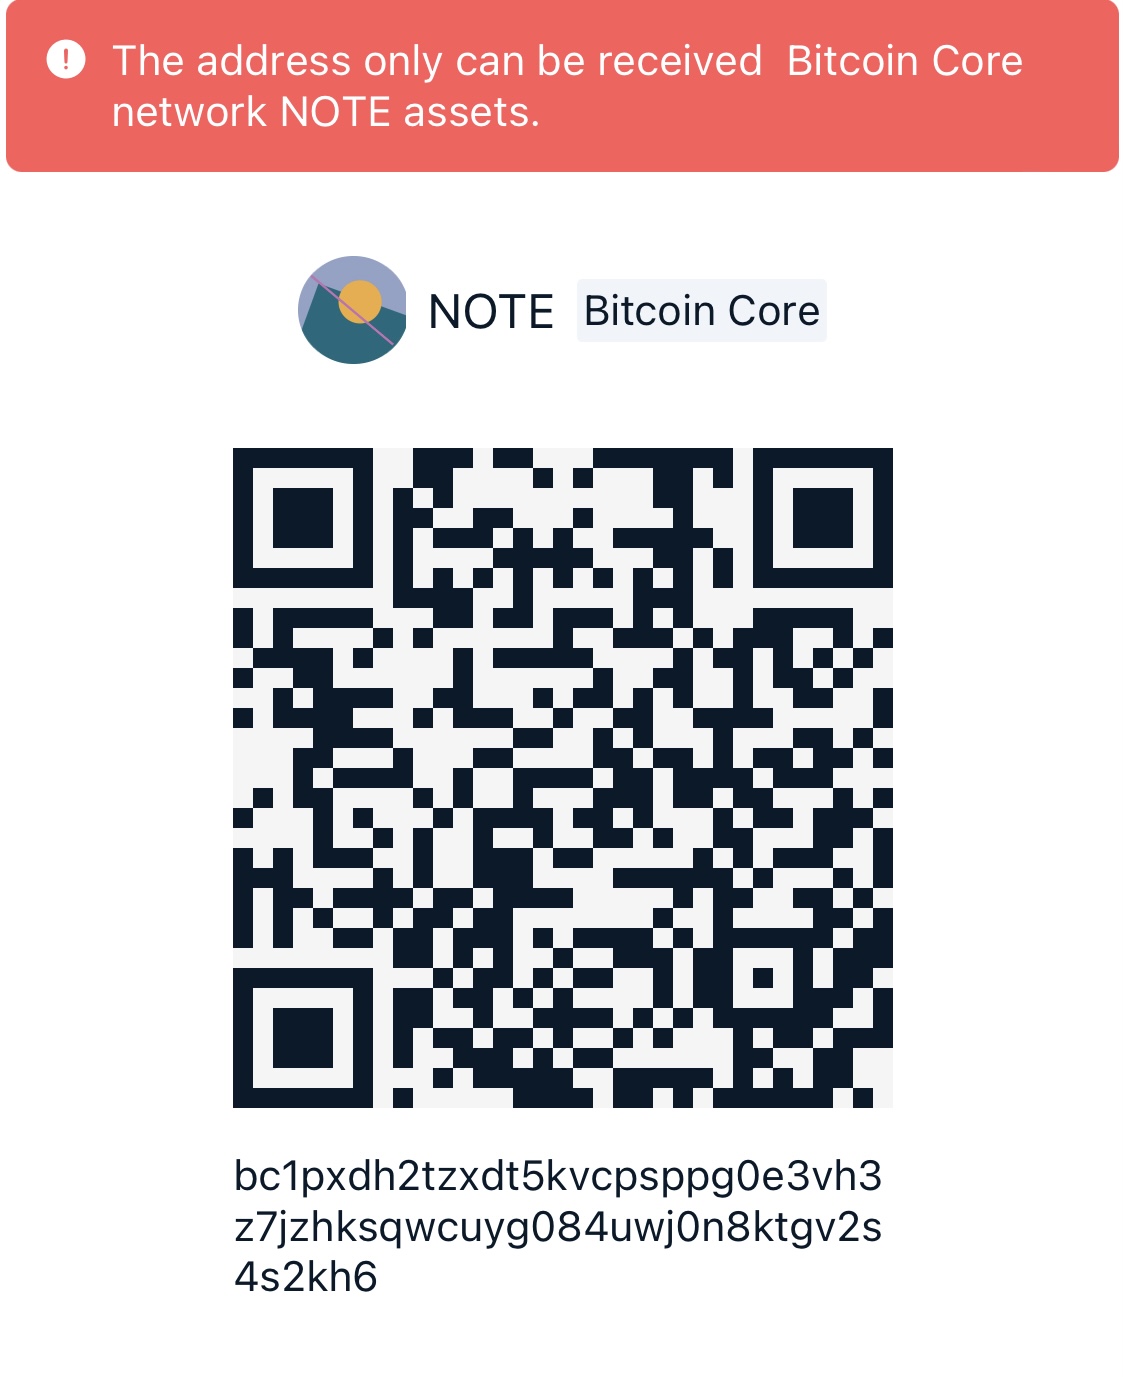 The address only can be received  Bitcoin Core
network NOTE assets.
NOTE Bitcoin Core
bc1pxdh2tzxdt5kvcpsppg0e3vh3
z7jzhksqwcuyg084uwj0n8ktgv2s
4s2kh6